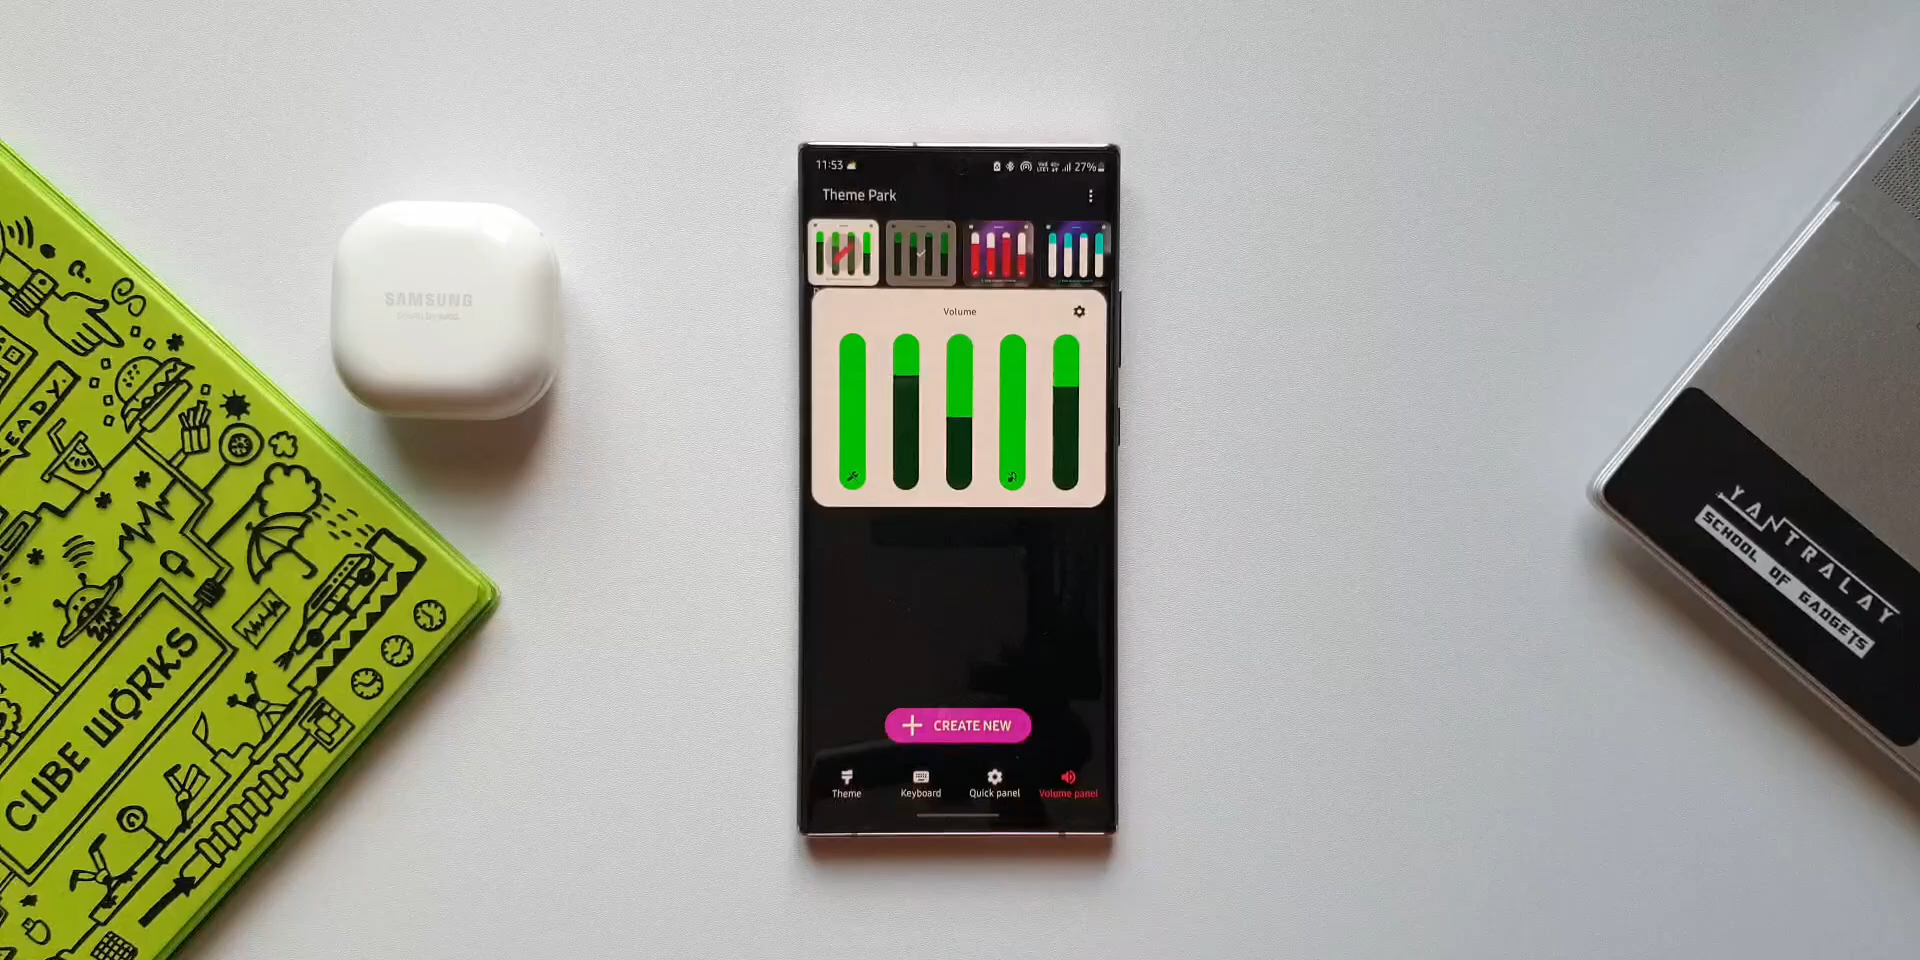 11:53
27%
Theme Park
Volume
CREATE NEW
Theme
Keyboard
Quick panel
Volume panel
SAMSUNG
READY
CUBE WORKS
YANTRALAY
SCHOOL OF GADGETS